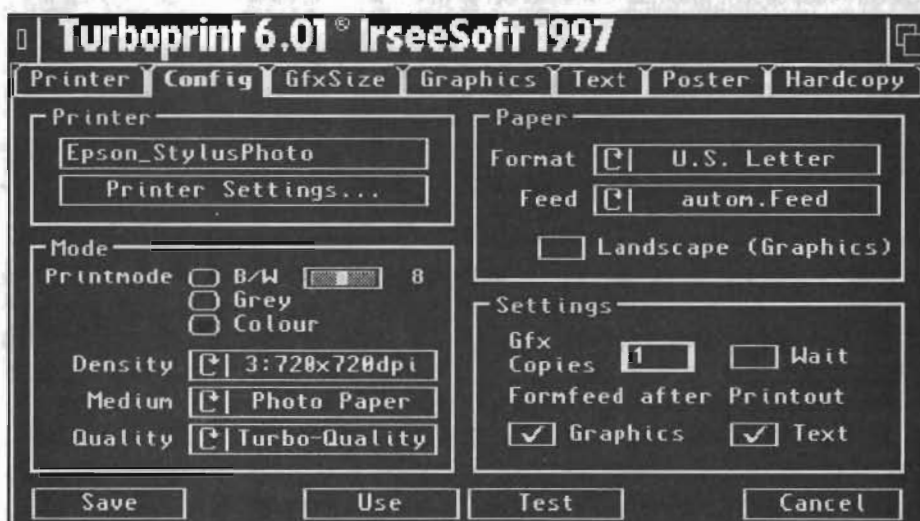 Turboprint 6.01 © IrseeSoft 1997
Printer Config GfxSize Graphics Text Poster Hardcopy
Printer
Epson_StylusPhoto
Printer Settings...
Mode
Printmode B/W 8
Grey
Colour
Density 3:720x720dpi
Medium Photo Paper
Quality Turbo-Quality
Paper
Format U.S. Letter
Feed autom.Feed
Landscape (Graphics)
Settings
Gfx
Copies 1 Wait
Formfeed after Printout
Graphics Text
Save Use Test Cancel